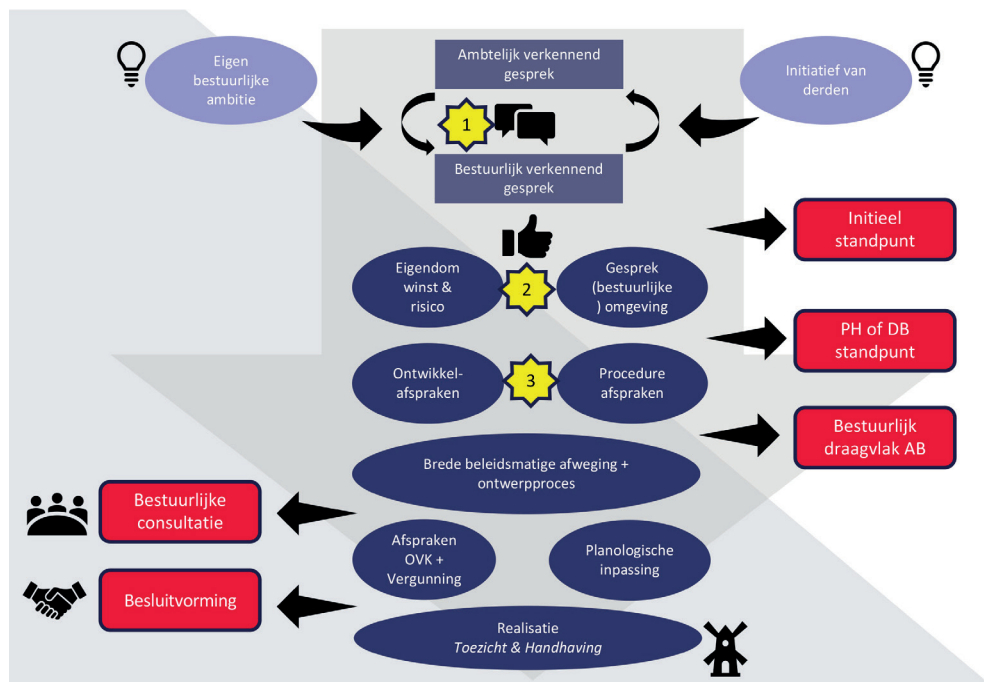 Eigen
bestuurlijke
ambitie
Ambtelijk verkennend
gesprek
Initiatief van
derden
1
Bestuurlijk verkennend
gesprek
Initieel
standpunt
Eigendom
winst &
risico
2
Gesprek
(bestuurlijke
) omgeving
PH of DB
standpunt
Ontwikkel-
afspraken
3
Procedure
afspraken
Bestuurlijk
draagvlak AB
Brede beleidsmatige afweging +
ontwerpproces
Bestuurlijke
consultatie
Afspraken
OVK +
Vergunning
Planologische
inpassing
Besluitvorming
Realisatie
Toezicht & Handhaving